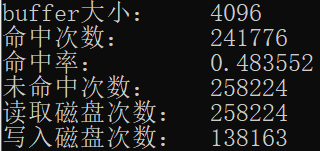 buffer大小： 4096
命中次数： 241776
命中率： 0.483552
未命中次数： 258224
读取磁盘次数： 258224
写入磁盘次数： 138163